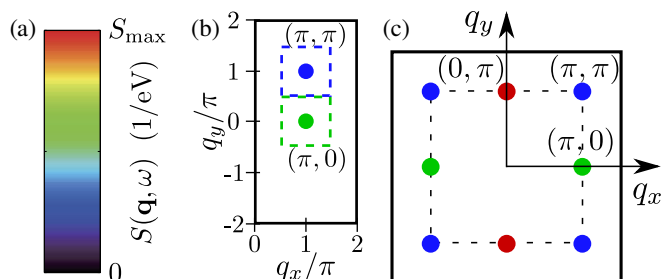 (a)
S_max
S(q,ω) (1/eV)
0
(b)
2
1
0
-1
-2
q_y/π
(π,π)
(π,0)
0
1
2
q_x/π
(c)
q_y
(0,π)
(π,π)
(π,0)
q_x